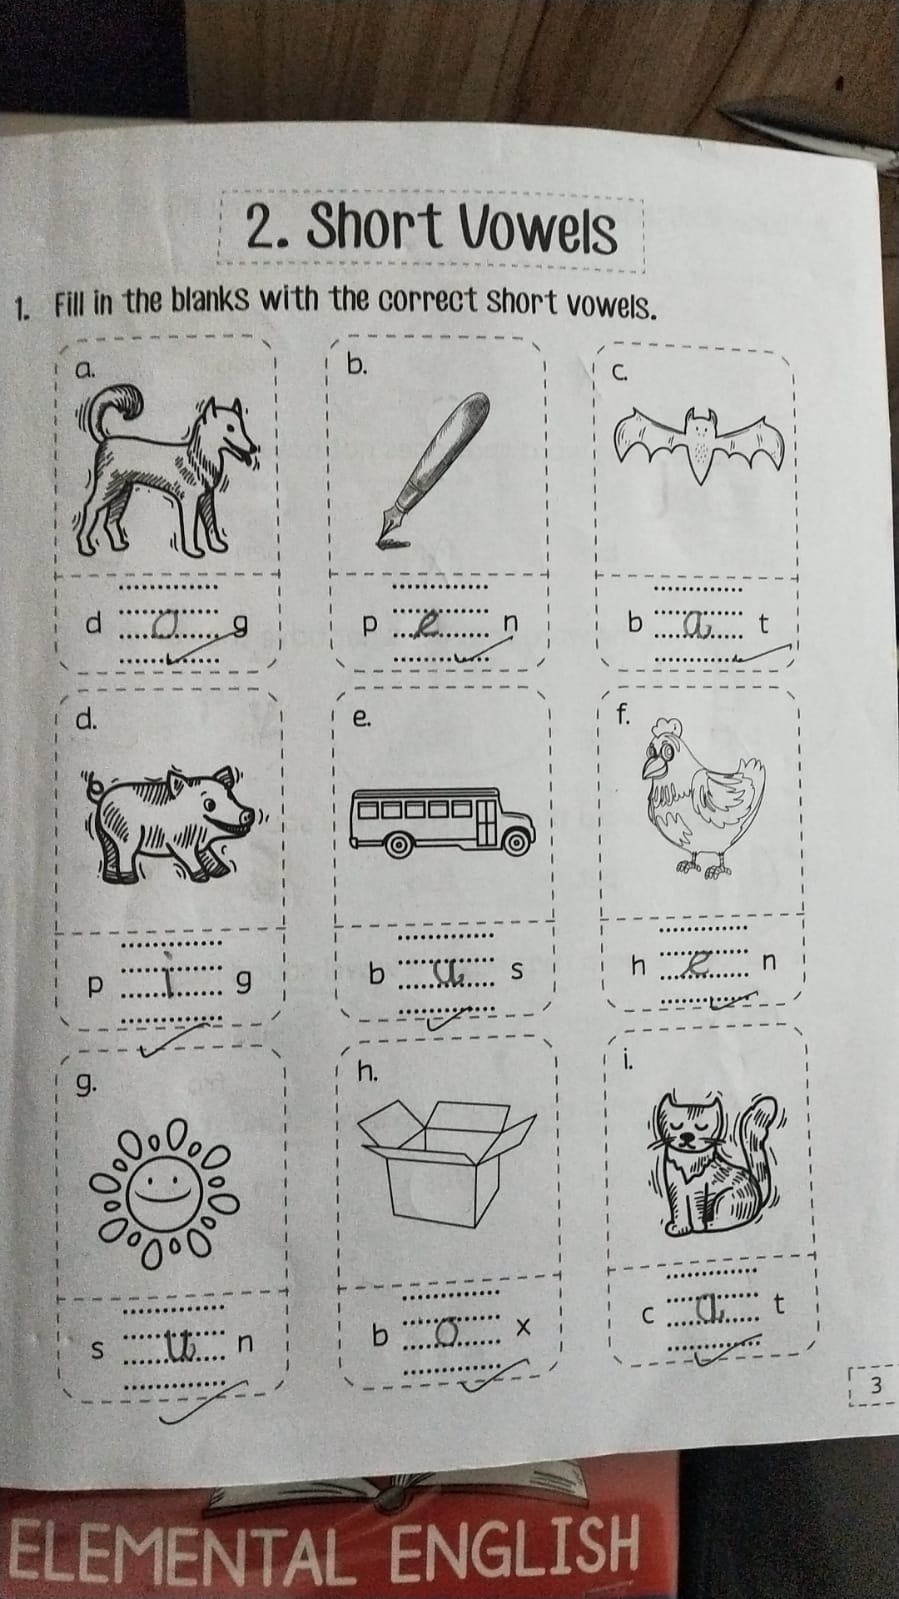 2. Short Vowels
1. Fill in the blanks with the correct short vowels.
a.
b.
c.
d o g
p e n
b a t
d.
e.
f.
p i g
b u s
h e n
g.
h.
i.
s u n
b o x
c a t
3
ELEMENTAL ENGLISH